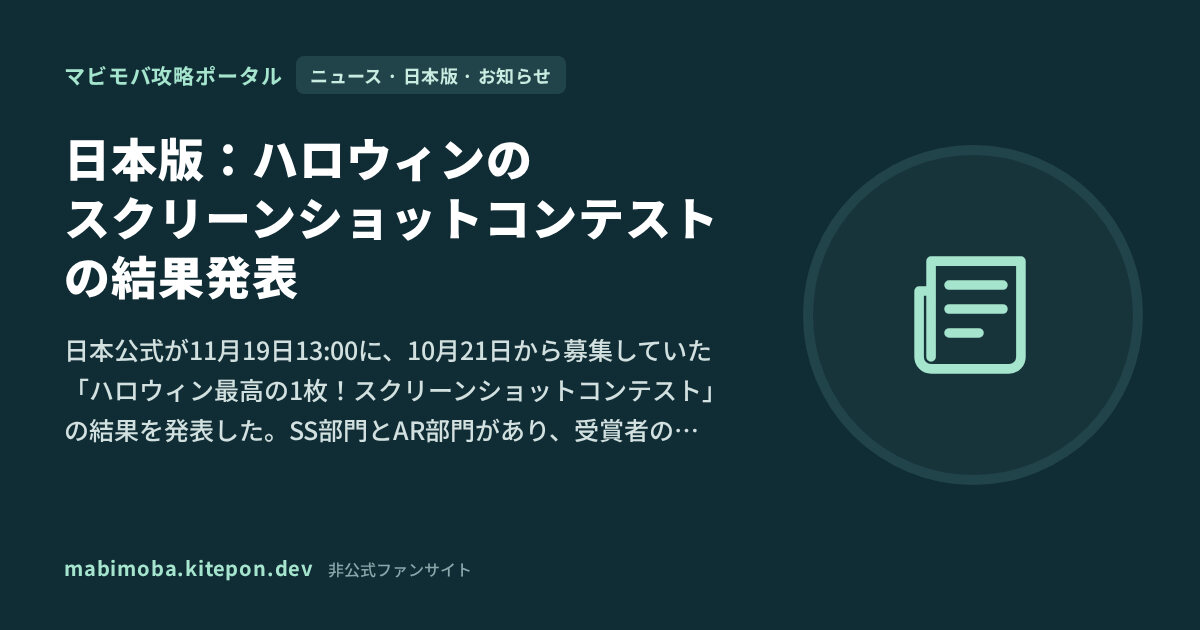 マビモバ攻略ポータル
ニュース · 日本版 · お知らせ
日本版：ハロウィンの
スクリーンショットコンテスト
の結果発表
日本公式が11月19日13:00に、10月21日から募集していた
「ハロウィン最高の1枚！スクリーンショットコンテスト」
の結果を発表した。SS部門とAR部門があり、受賞者の…
mabimoba.kitepon.dev
非公式ファンサイト